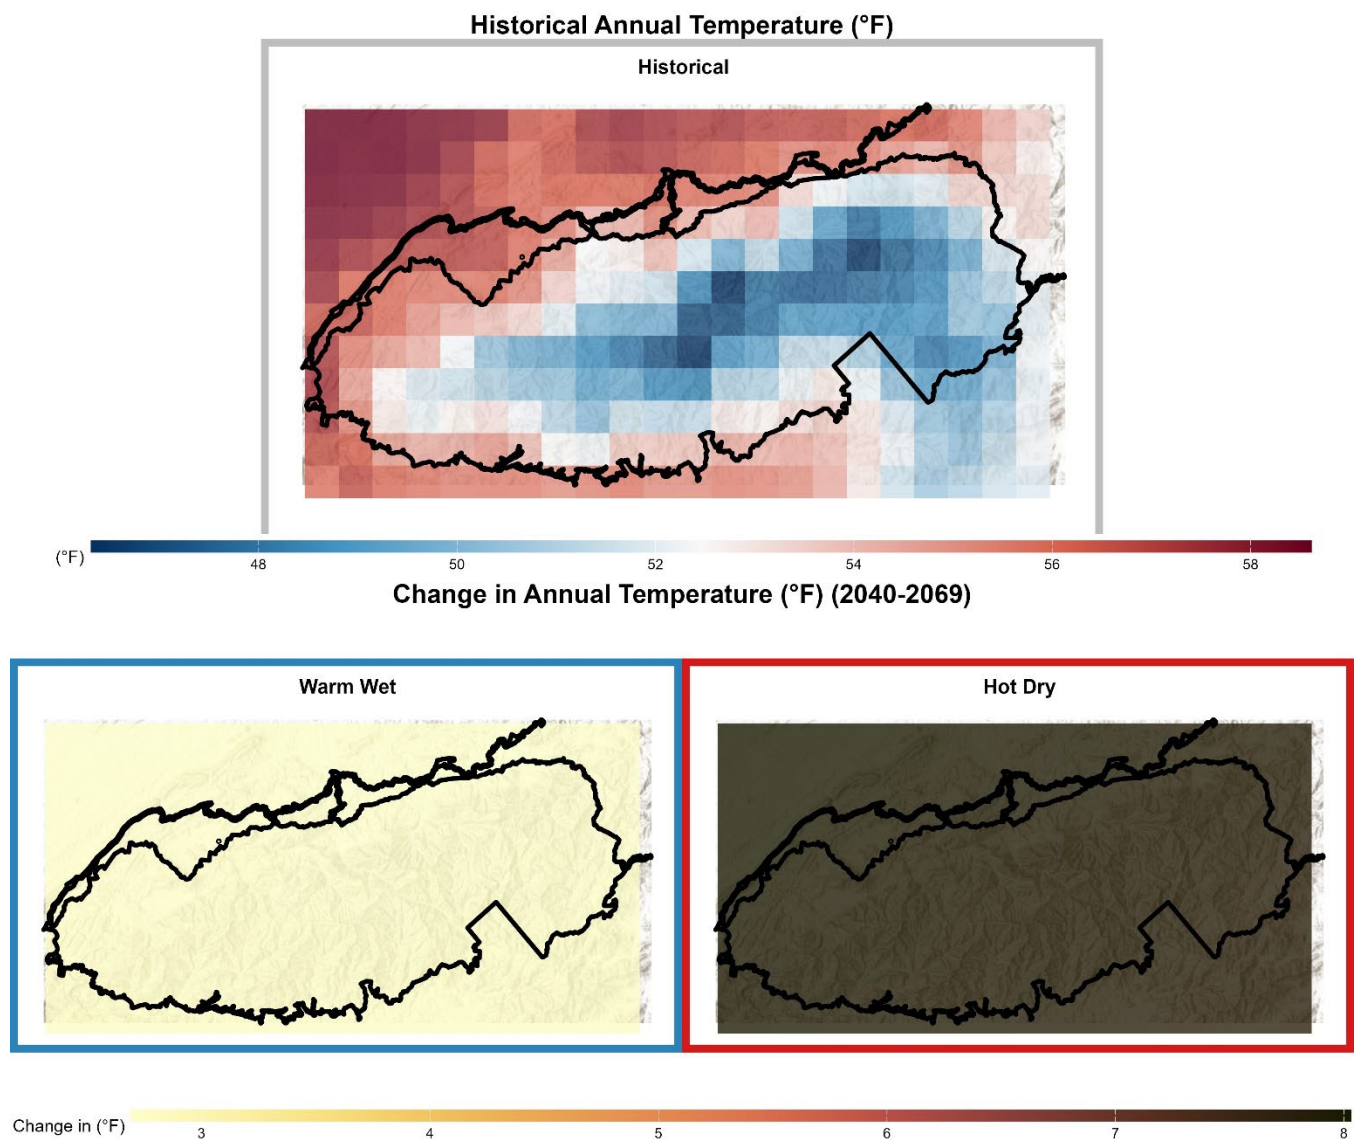 Historical Annual Temperature (°F)
Historical
(°F)
48 50 52 54 56 58
Change in Annual Temperature (°F) (2040-2069)
Warm Wet Hot Dry
Change in (°F)
3 4 5 6 7 8